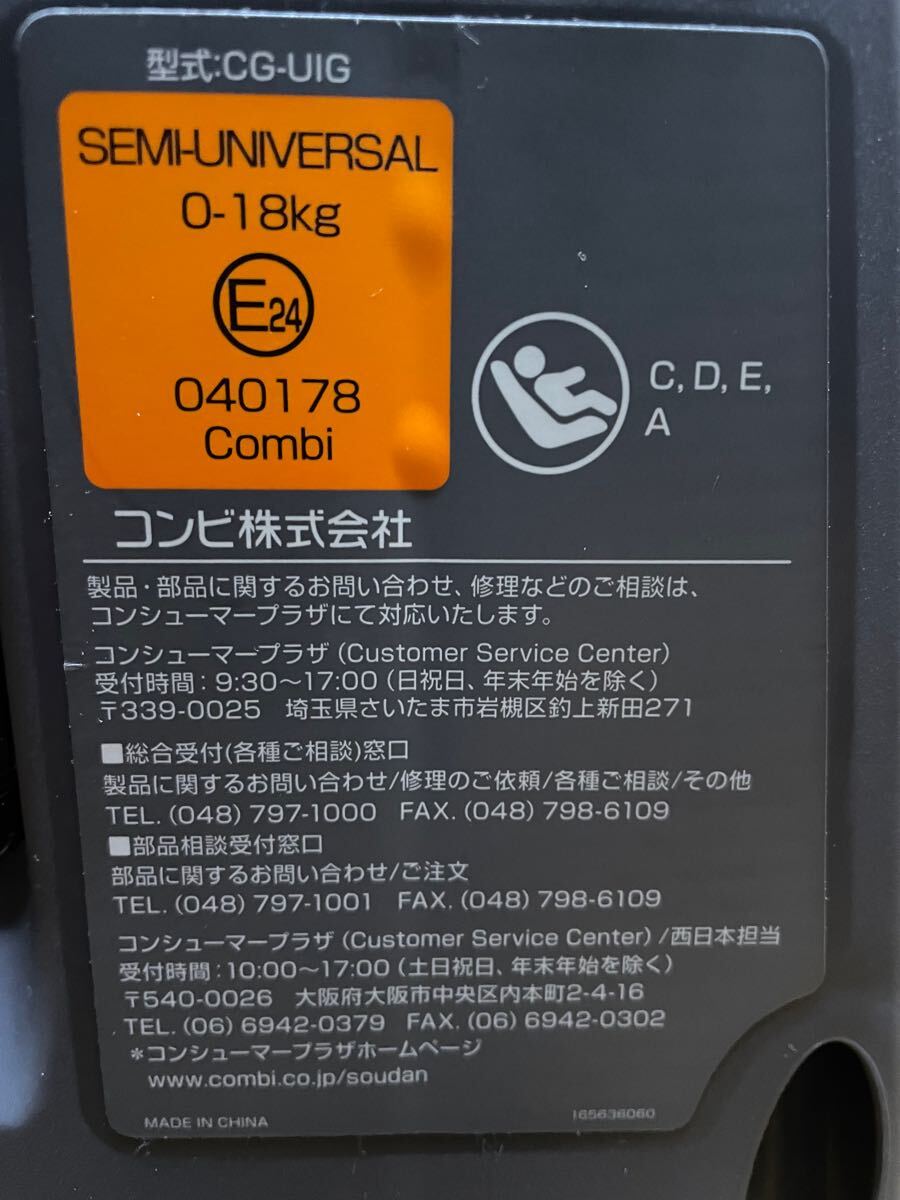 型式:CG-UIG
SEMI-UNIVERSAL
0-18kg
E24
040178
Combi
C, D, E,
A
コンビ株式会社
製品・部品に関するお問い合わせ、修理などのご相談は、
コンシューマープラザにて対応いたします。
コンシューマープラザ (Customer Service Center)
受付時間：9:30～17:00（日祝日、年末年始を除く）
〒339-0025 埼玉県さいたま市岩槻区釣上新田271
■総合受付(各種ご相談)窓口
製品に関するお問い合わせ/修理のご依頼/各種ご相談/その他
TEL. (048) 797-1000 FAX. (048) 798-6109
■部品相談受付窓口
部品に関するお問い合わせ/ご注文
TEL. (048) 797-1001 FAX. (048) 798-6109
コンシューマープラザ (Customer Service Center) /西日本担当
受付時間：10:00～17:00（土日祝日、年末年始を除く）
〒540-0026 大阪府大阪市中央区内本町2-4-16
TEL. (06) 6942-0379 FAX. (06) 6942-0302
*コンシューマープラザホームページ
www.combi.co.jp/soudan
MADE IN CHINA
165636060